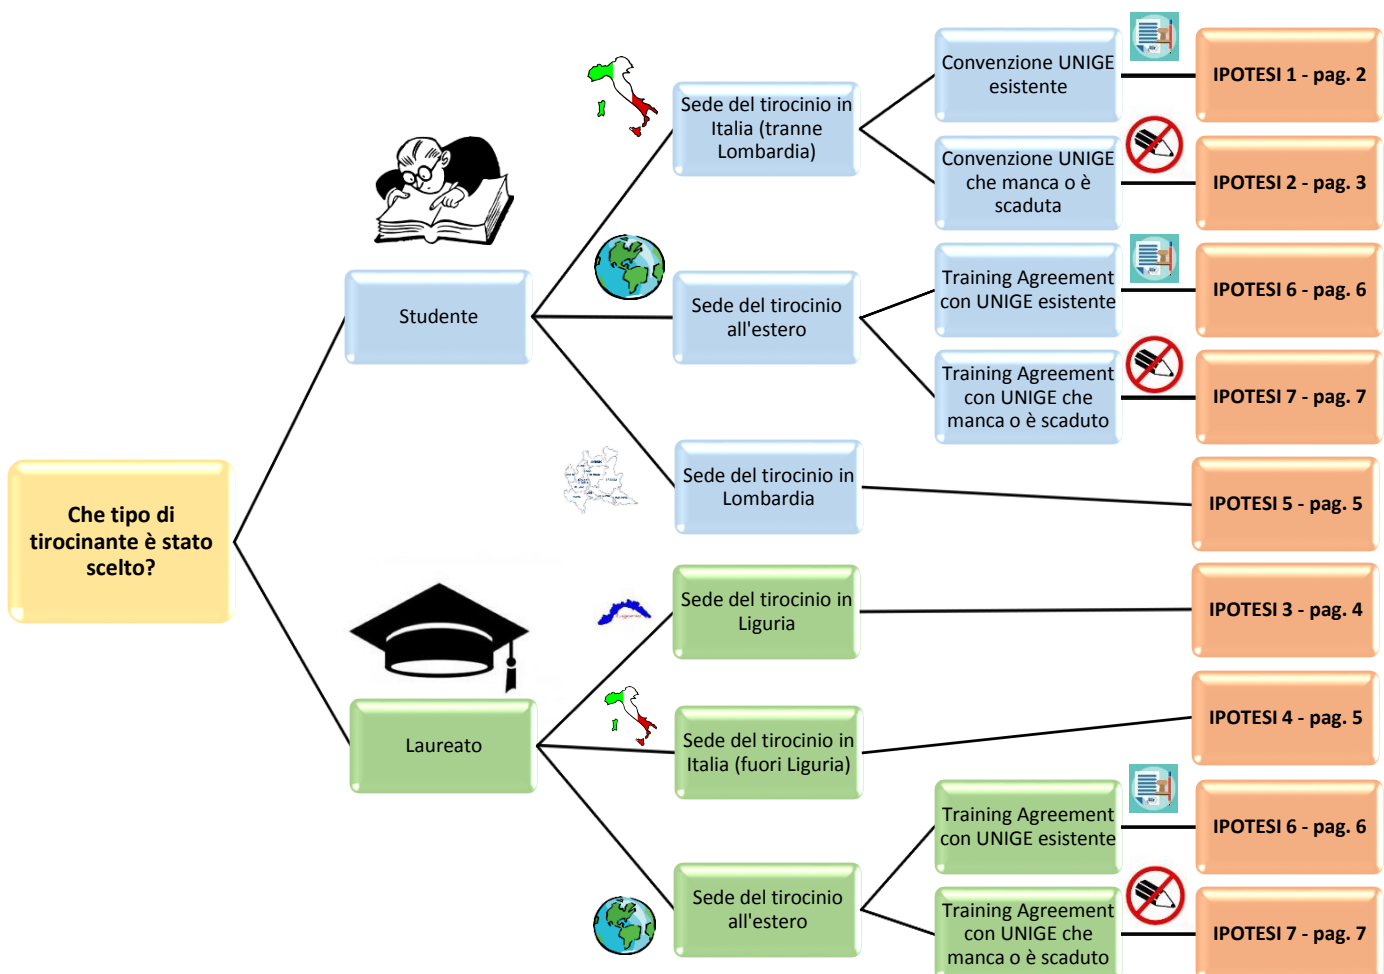 Che tipo di
tirocinante è stato
scelto?
Studente
Sede del tirocinio in
Italia (tranne
Lombardia)
Convenzione UNIGE
esistente
IPOTESI 1 - pag. 2
Convenzione UNIGE
che manca o è
scaduta
IPOTESI 2 - pag. 3
Sede del tirocinio
all'estero
Training Agreement
con UNIGE esistente
IPOTESI 6 - pag. 6
Training Agreement
con UNIGE che
manca o è scaduto
IPOTESI 7 - pag. 7
Sede del tirocinio in
Lombardia
IPOTESI 5 - pag. 5
Laureato
Sede del tirocinio in
Liguria
IPOTESI 3 - pag. 4
Sede del tirocinio in
Italia (fuori Liguria)
IPOTESI 4 - pag. 5
Sede del tirocinio
all'estero
Training Agreement
con UNIGE esistente
IPOTESI 6 - pag. 6
Training Agreement
con UNIGE che
manca o è scaduto
IPOTESI 7 - pag. 7